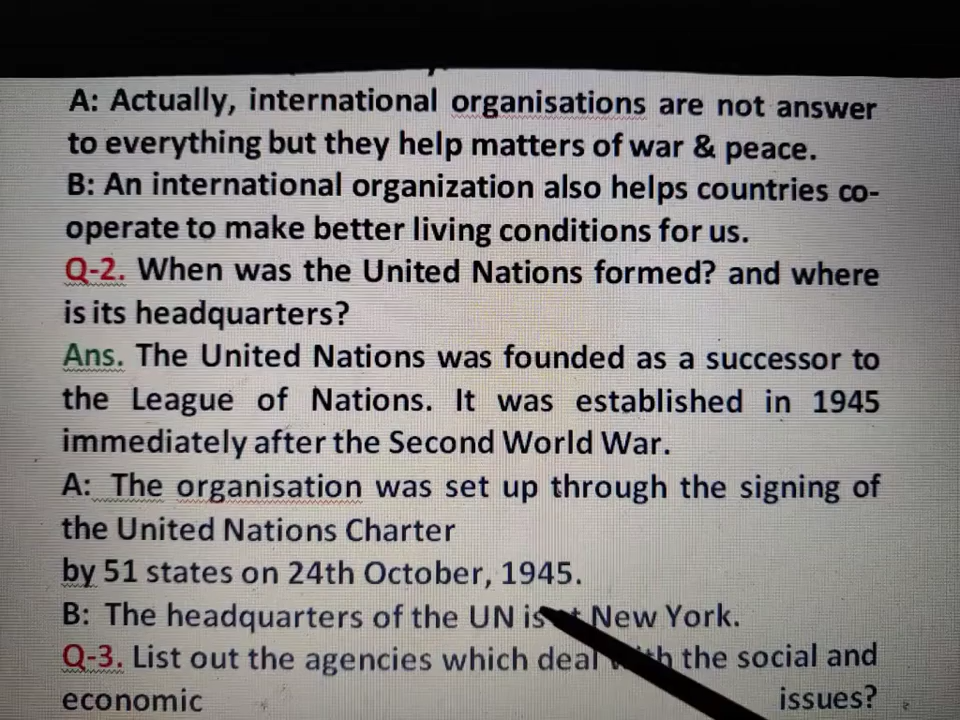 A: Actually, international organisations are not answer
to everything but they help matters of war & peace.
B: An international organization also helps countries co-
operate to make better living conditions for us.
Q-2. When was the United Nations formed? and where
is its headquarters?
Ans. The United Nations was founded as a successor to
the League of Nations. It was established in 1945
immediately after the Second World War.
A: The organisation was set up through the signing of
the United Nations Charter
by 51 states on 24th October, 1945.
B: The headquarters of the UN is New York.
Q-3. List out the agencies which deal with the social and
economic issues?